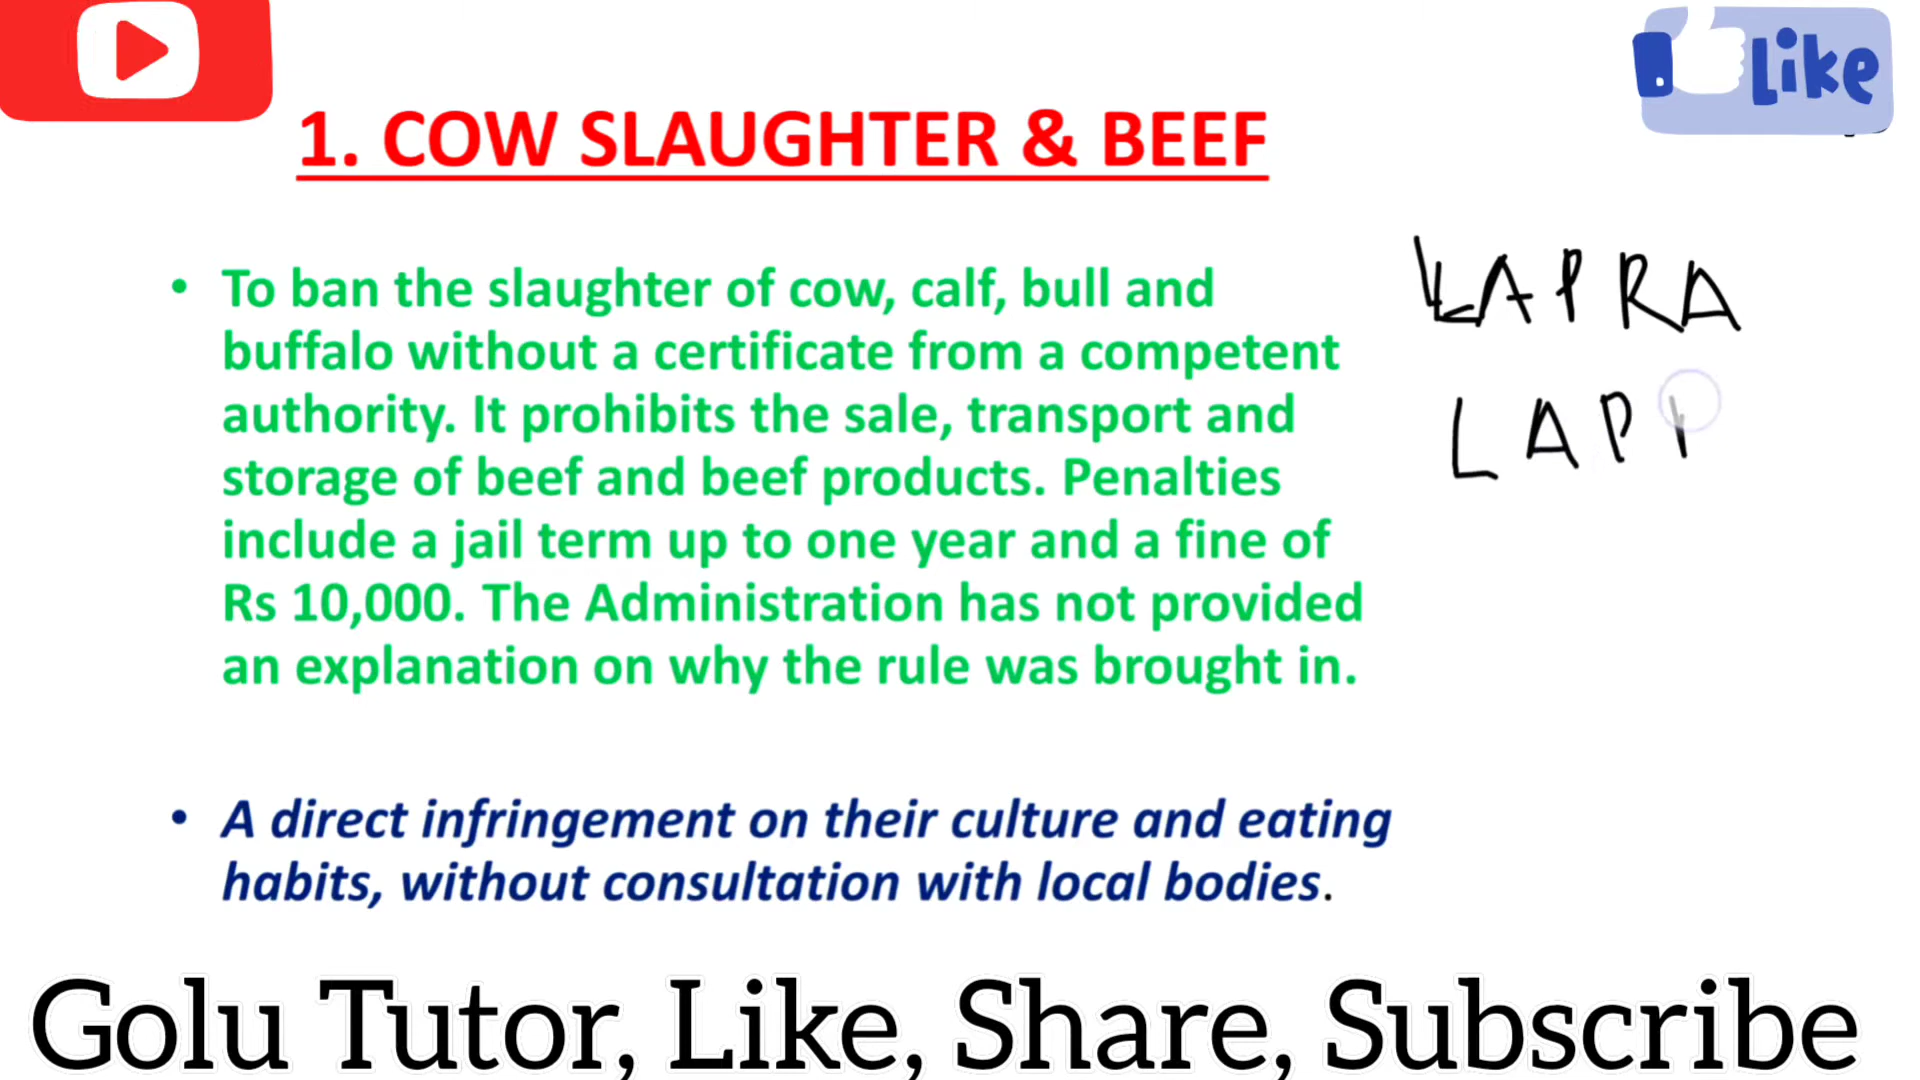 Like
1. COW SLAUGHTER & BEEF
• To ban the slaughter of cow, calf, bull and
buffalo without a certificate from a competent
authority. It prohibits the sale, transport and
storage of beef and beef products. Penalties
include a jail term up to one year and a fine of
Rs 10,000. The Administration has not provided
an explanation on why the rule was brought in.
LAPRA
LAP
• A direct infringement on their culture and eating
habits, without consultation with local bodies.
Golu Tutor, Like, Share, Subscribe